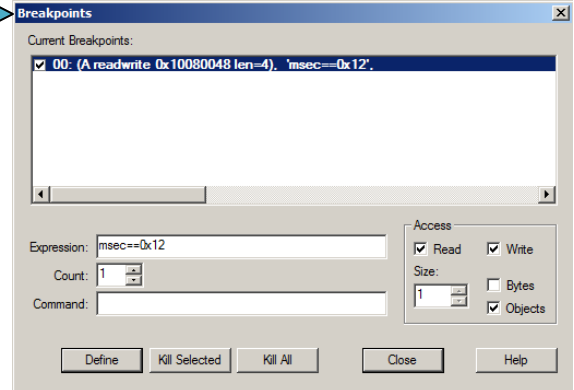 Breakpoints
Current Breakpoints:
00: (A readwrite 0x10080048 len=4), 'msec==0x12',
Expression: msec==0x12
Count: 1
Command:
Access
Read Write
Size:
1
Bytes
Objects
Define Kill Selected Kill All Close Help